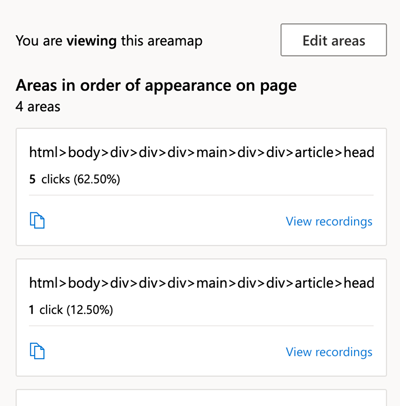 You are viewing this areamap
Edit areas
Areas in order of appearance on page
4 areas
html>body>div>div>div>main>div>div>article>head
5 clicks (62.50%)
View recordings
html>body>div>div>div>main>div>div>article>head
1 click (12.50%)
View recordings